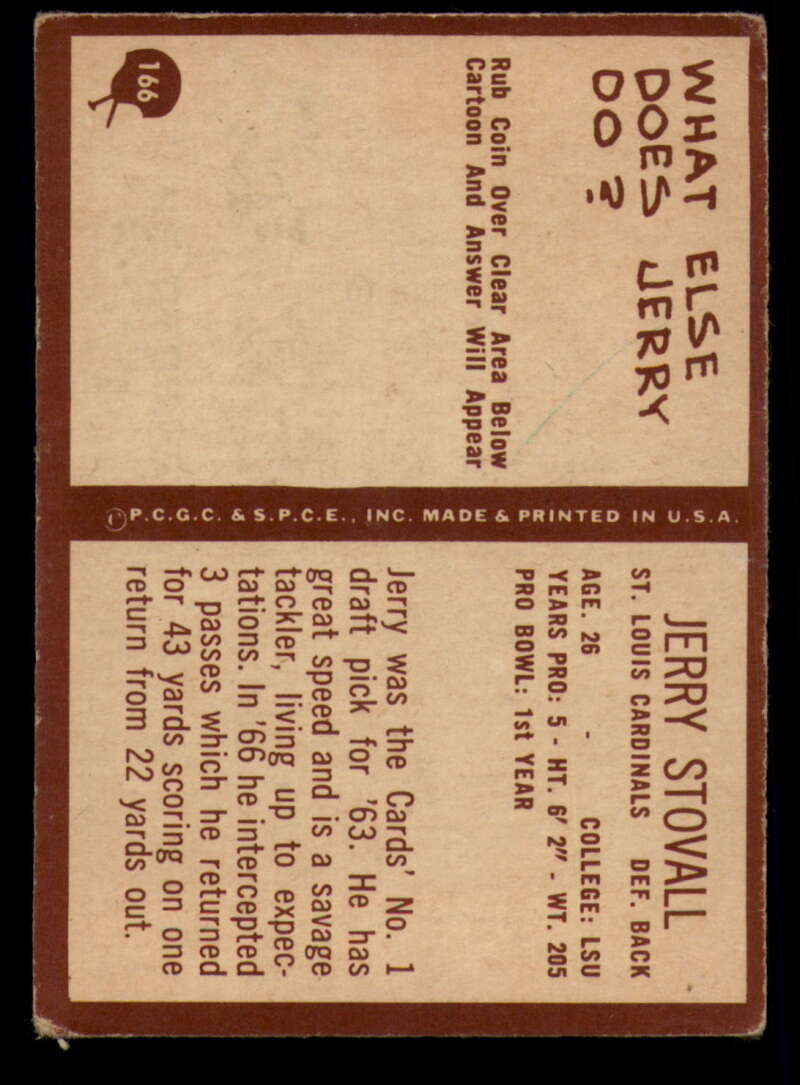 166
WHAT ELSE
DOES JERRY
DO?
Rub Coin Over Clear Area Below
Cartoon And Answer Will Appear
©P.C.G.C. & S.P.C.E., INC. MADE & PRINTED IN U.S.A.
JERRY STOVALL
ST. LOUIS CARDINALS DEF. BACK
AGE. 26 - COLLEGE: LSU
YEARS PRO: 5 - HT. 6' 2" - WT. 205
PRO BOWL: 1st YEAR
Jerry was the Cards' No. 1
draft pick for '63. He has
great speed and is a savage
tackler, living up to expec-
tations. In '66 he intercepted
3 passes which he returned
for 43 yards scoring on one
return from 22 yards out.